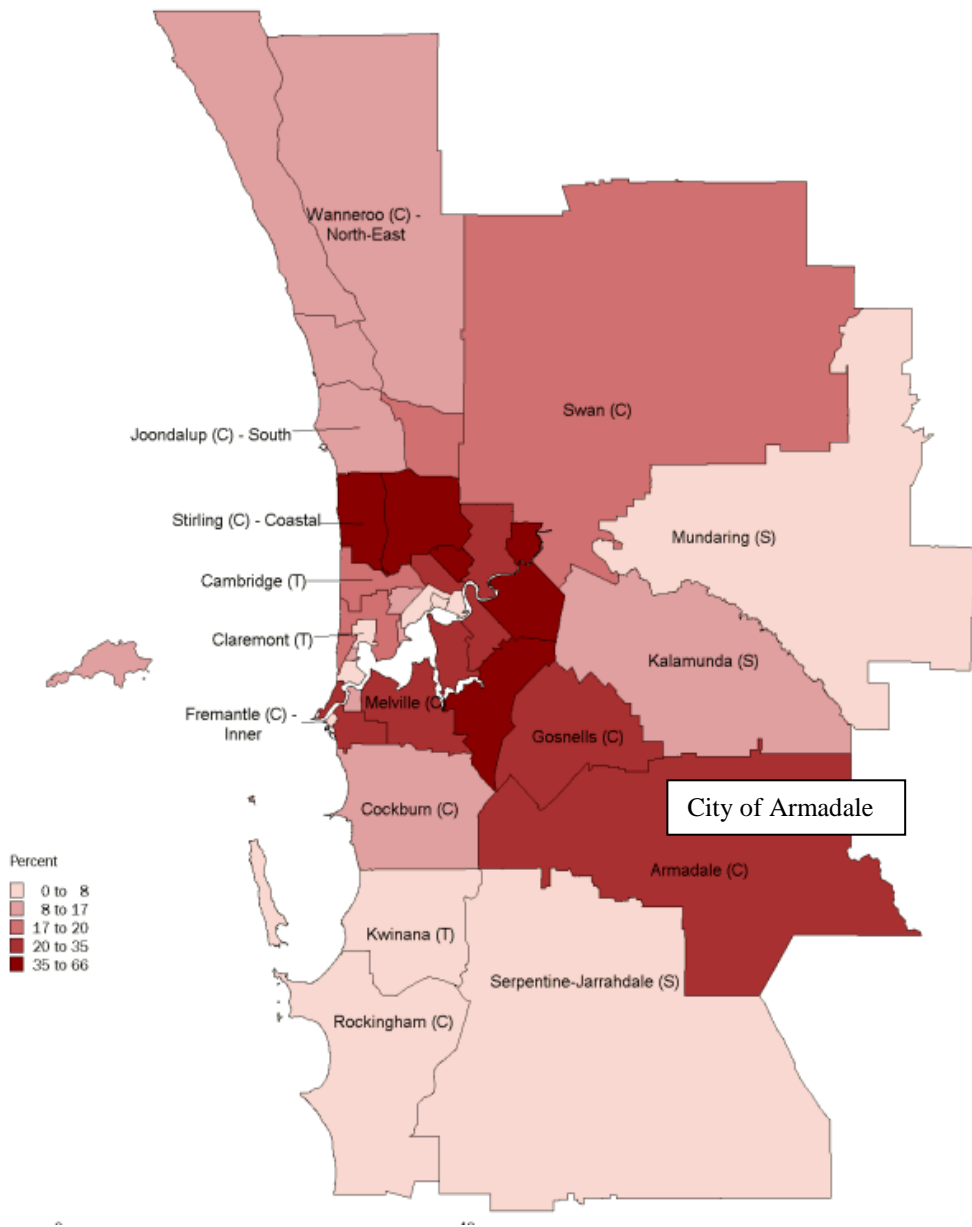 Wanneroo (C) -
North-East
Swan (C)
Joondalup (C) - South
Stirling (C) - Coastal
Mundaring (S)
Cambridge (T)
Claremont (T)
Kalamunda (S)
Melville (C)
Fremantle (C) -
Inner
Gosnells (C)
City of Armadale
Cockburn (C)
Armadale (C)
Percent
0 to 8
8 to 17
17 to 20
20 to 35
35 to 66
Kwinana (T)
Serpentine-Jarrahdale (S)
Rockingham (C)